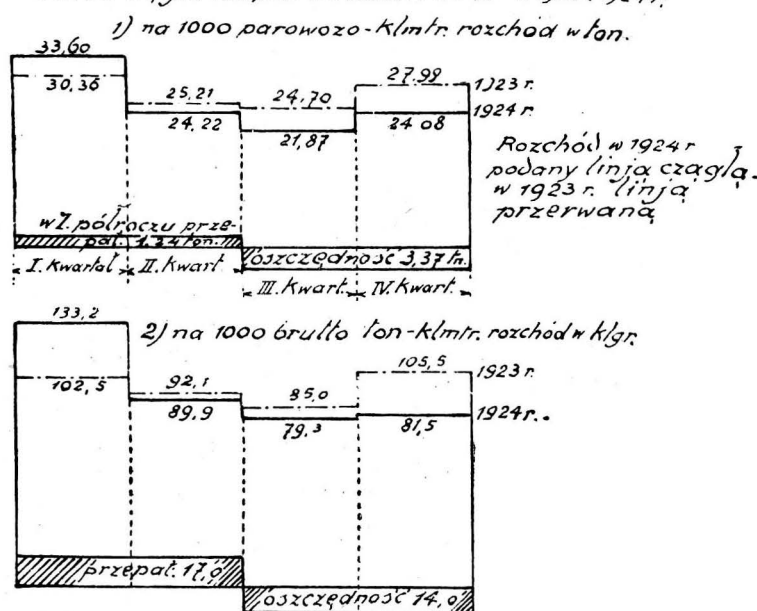 1) na 1000 parowozo-klmtr. rozchód w ton.
33,60
30,36
25,21
24,22
24,70
21,87
27,99
24 08
1923 r.
1924 r.
Rozchód w 1924 r
podany linją czągłą.
w 1923 r. linją
przerwaną
w I. półroczu prze-
pał. 1.24 ton.
oszczędność 3,37 tn.
I. Kwartał
II. Kwart
III. Kwart.
IV. Kwart.
2) na 1000 brutto ton-klmtr. rozchód w klgr.
133,2
102,5
92,1
89,9
85,0
79,3
105,5
81,5
1923 r.
1924 r..
przepał. 17,0
oszczędność 14,0